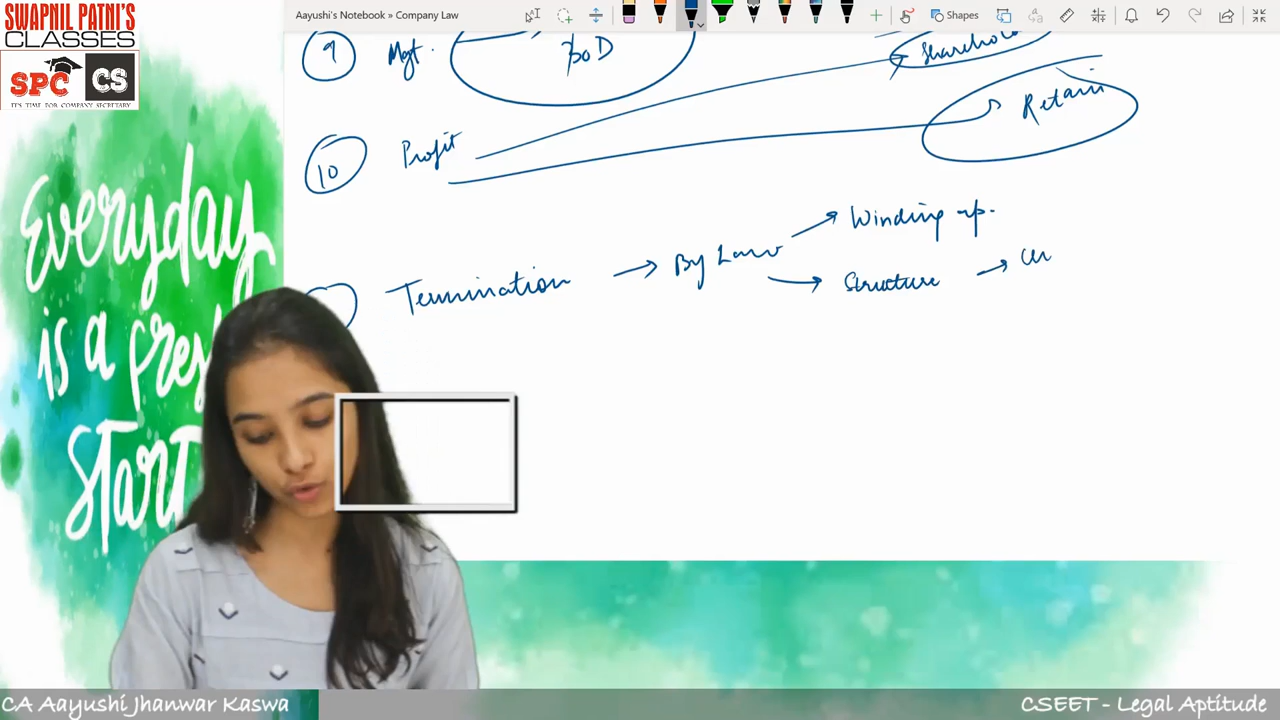 SWAPNIL PATNI'S
CLASSES
SPC CS
IT'S TIME FOR COMPANY SECRETARY
Aayushi's Notebook » Company Law
Shapes
9 Mgt. BoD
10 Profit Retain
Termination → By Law → Winding up.
→ Structure →
Everyday
is a
Start
CA Aayushi Jhanwar Kaswa
CSEET - Legal Aptitude